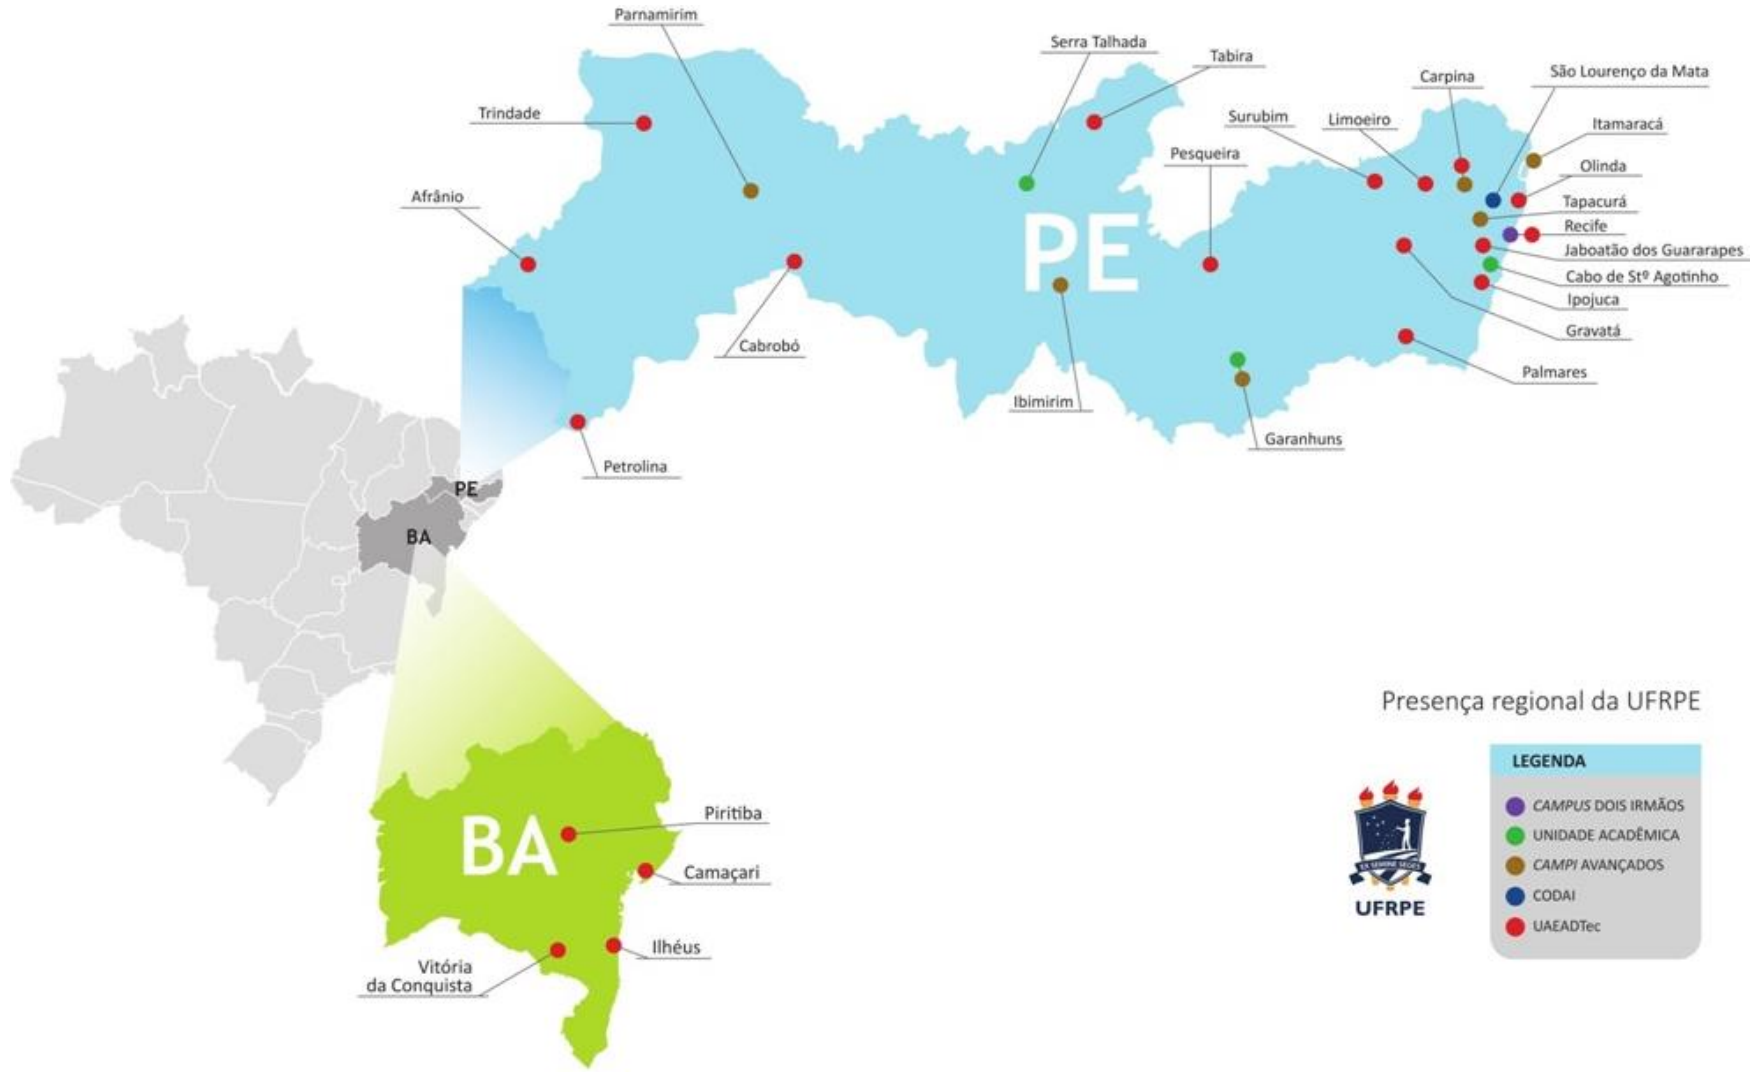 Parnamirim
Serra Talhada
Tabira
Carpina
São Lourenço da Mata
Trindade
Surubim
Limoeiro
Itamaracá
Pesqueira
Olinda
Afrânio
Tapacurá
Recife
PE
Jaboatão dos Guararapes
Cabo de Stº Agotinho
Ipojuca
Gravatá
Cabrobó
Palmares
Ibimirim
Garanhuns
Petrolina
PE
BA
Presença regional da UFRPE
LEGENDA
CAMPUS DOIS IRMÃOS
UNIDADE ACADÊMICA
CAMPI AVANÇADOS
CODAI
UAEADTec
EX SEMINE SEGES
UFRPE
BA
Piritiba
Camaçari
Ilhéus
Vitória
da Conquista